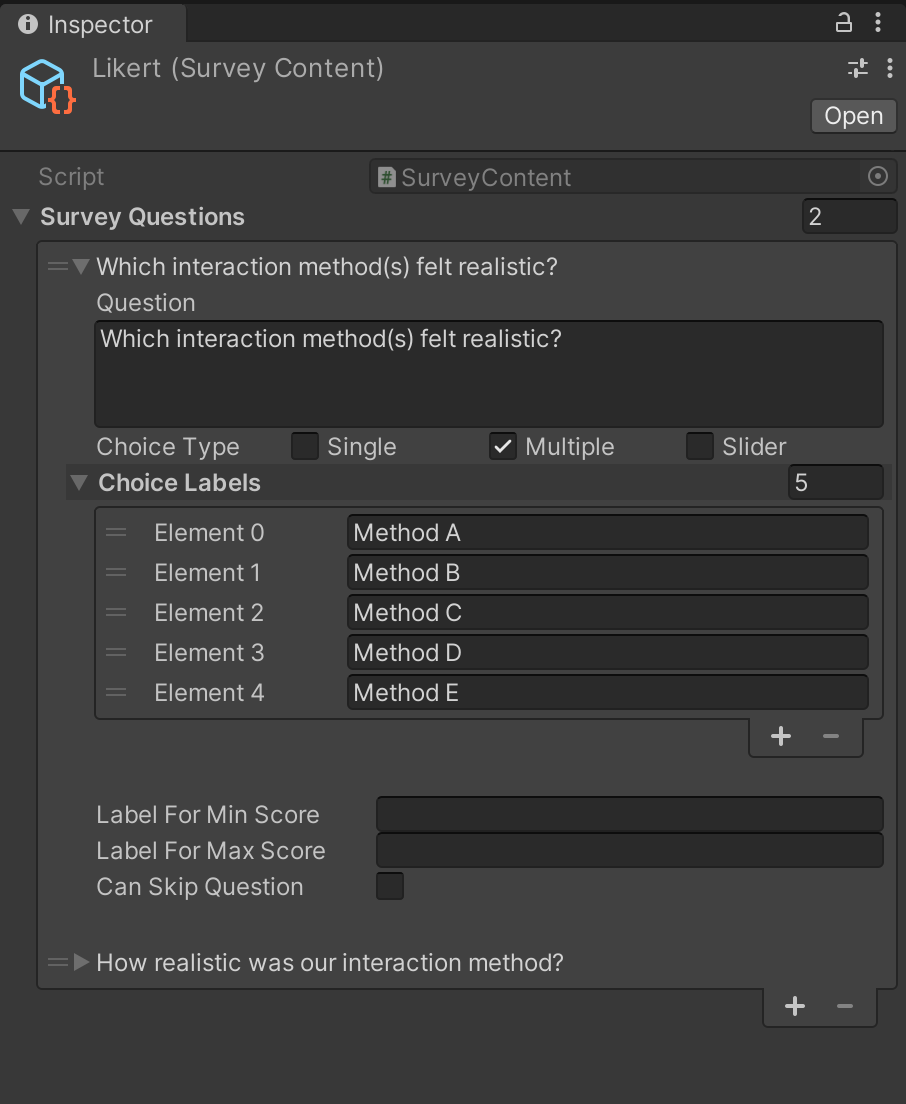 Inspector
Likert (Survey Content)
Open
Script # SurveyContent
Survey Questions 2
Which interaction method(s) felt realistic?
Question
Which interaction method(s) felt realistic?
Choice Type Single Multiple Slider
Choice Labels 5
Element 0 Method A
Element 1 Method B
Element 2 Method C
Element 3 Method D
Element 4 Method E
Label For Min Score
Label For Max Score
Can Skip Question
How realistic was our interaction method?